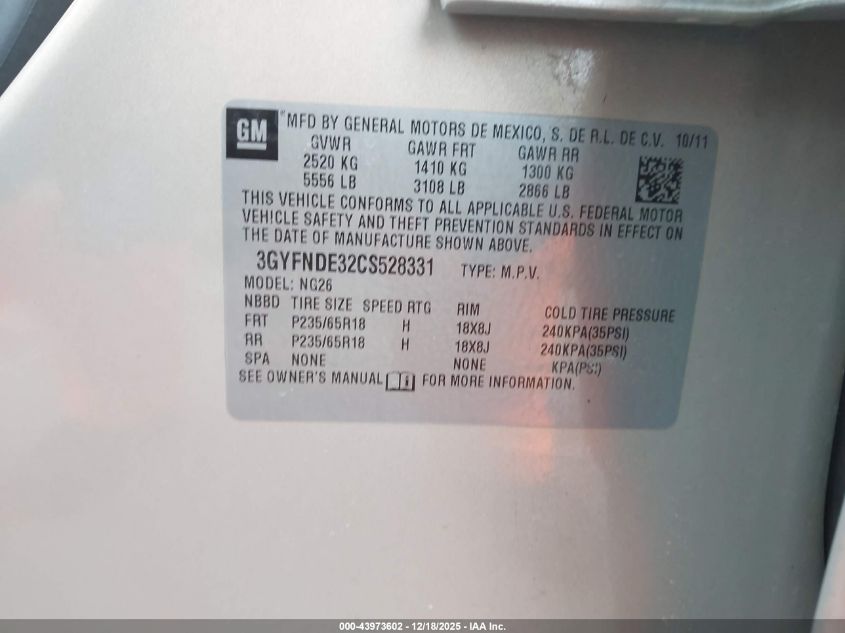 GM
"MFD BY GENERAL MOTORS DE MEXICO, S. DE R.L. DE C.V. 10/11
GVWR GAWR FRT GAWR RR
2520 KG 1410 KG 1300 KG
5556 LB 3108 LB 2866 LB
THIS VEHICLE CONFORMS TO ALL APPLICABLE U.S. FEDERAL MOTOR
VEHICLE SAFETY AND THEFT PREVENTION STANDARDS IN EFFECT ON
THE DATE OF MANUFACTURE SHOWN ABOVE.
3GYFNDE32CS528331 TYPE: M.P.V.
MODEL: NG26
NBBD TIRE SIZE SPEED RTG RIM COLD TIRE PRESSURE
FRT P235/65R18 H 18X8J 240KPA(35PSI)
RR P235/65R18 H 18X8J 240KPA(35PSI)
SPA NONE NONE KPA(PSI)
SEE OWNER'S MANUAL FOR MORE INFORMATION.
000-43973602 - 12/18/2025 - IAA Inc.